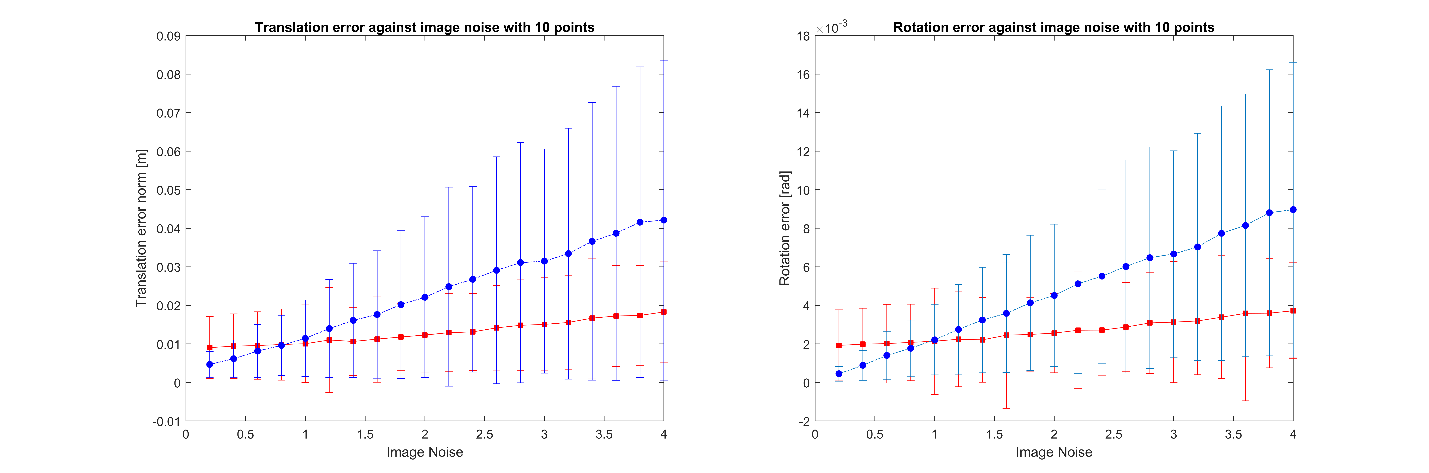 Translation error against image noise with 10 points
0.09
0.08
0.07
0.06
0.05
0.04
0.03
0.02
0.01
0
-0.01
Translation error norm [m]
0 0.5 1 1.5 2 2.5 3 3.5 4
Image Noise
Rotation error against image noise with 10 points
×10⁻³
18
16
14
12
10
8
6
4
2
0
-2
Rotation error [rad]
0 0.5 1 1.5 2 2.5 3 3.5 4
Image Noise